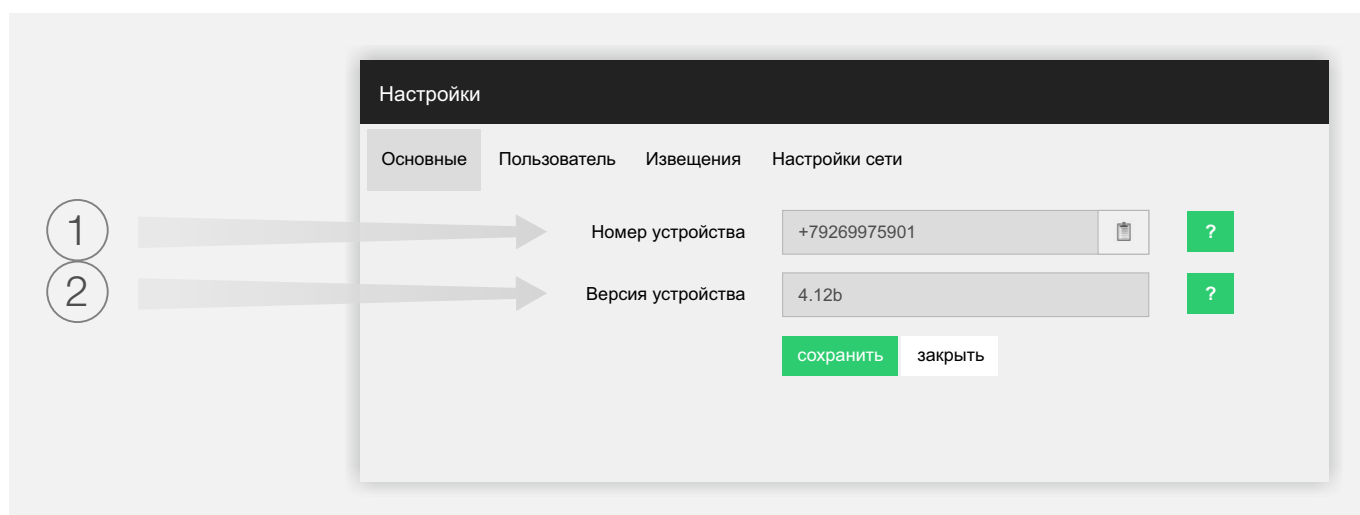 Настройки
Основные Пользователь Извещения Настройки сети
1 Номер устройства +79269975901 ?
2 Версия устройства 4.12b ?
сохранить закрыть